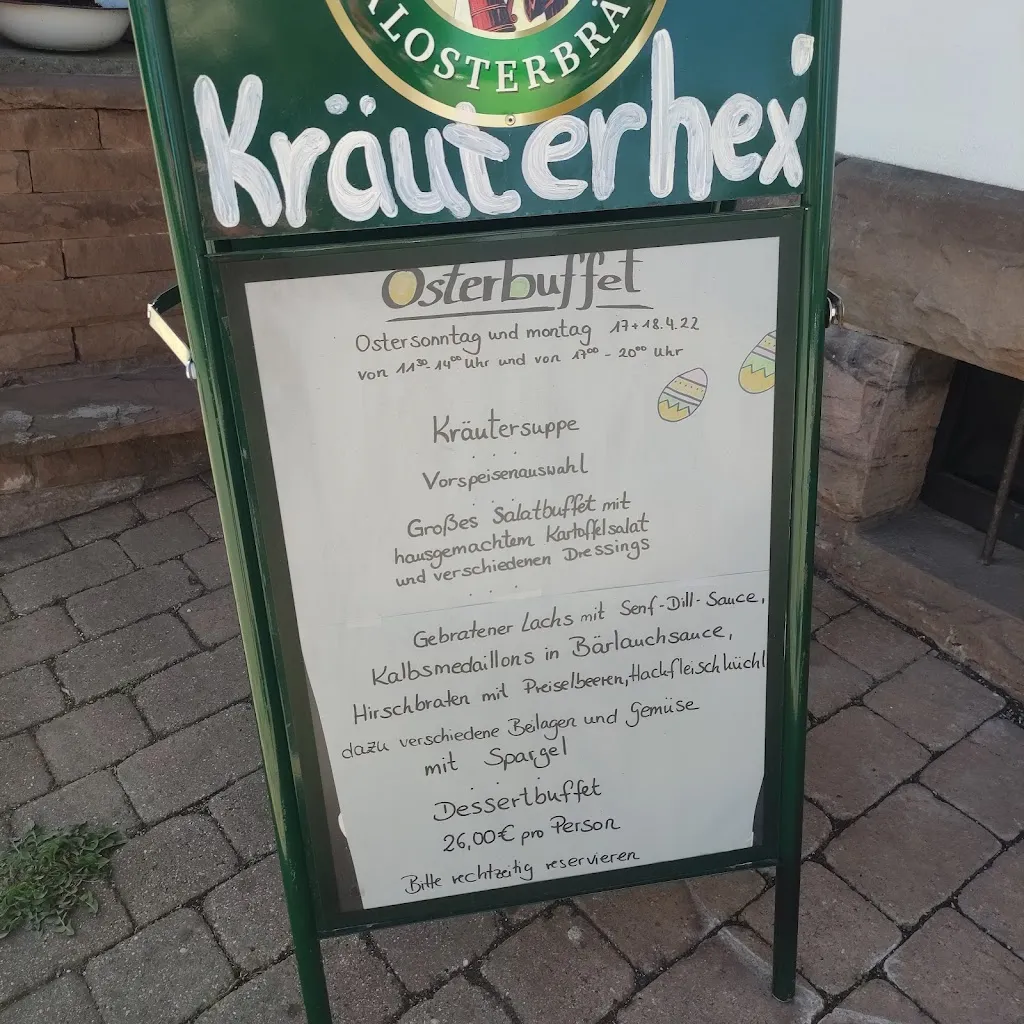 KLOSTERBRÄ
Kräuterhex'
Osterbuffet
Ostersonntag und montag 17+18.4.22
von 11³⁰-14⁰⁰ Uhr und von 17⁰⁰ - 20⁰⁰ Uhr
Kräutersuppe
Vorspeisenauswahl
Großes Salatbuffet mit
hausgemachtem Kartoffelsalat
und verschiedenen Dressings
Gebratener Lachs mit Senf-Dill-Sauce,
Kalbsmedaillons in Bärlauchsauce,
Hirschbraten mit Preiselbeeren, Hackfleischküchl
dazu verschiedene Beilagen und Gemüse
mit Spargel
Dessertbuffet
26,00€ pro Person
Bitte rechtzeitig reservieren